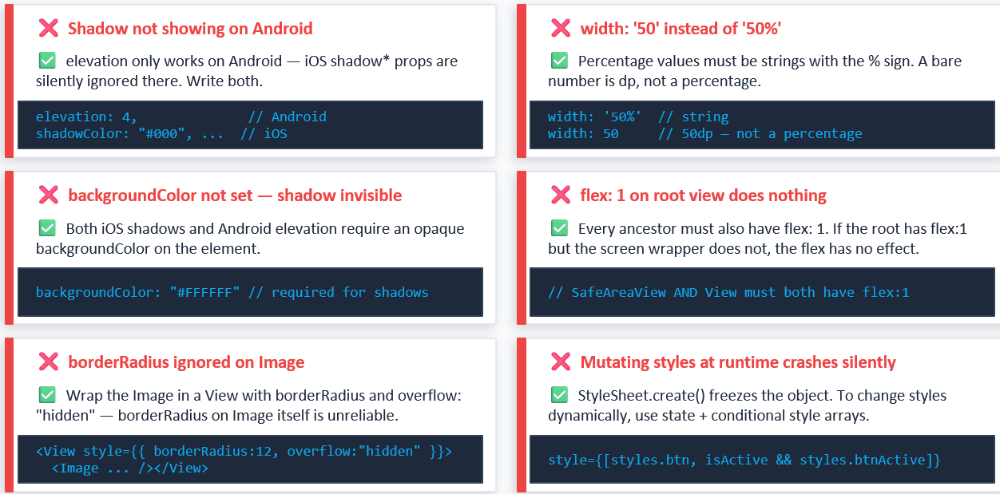 ❌ Shadow not showing on Android
✅ elevation only works on Android — iOS shadow* props are
silently ignored there. Write both.
elevation: 4,              // Android
shadowColor: "#000", ...  // iOS
❌ width: '50' instead of '50%'
✅ Percentage values must be strings with the % sign. A bare
number is dp, not a percentage.
width: '50%'  // string
width: 50     // 50dp — not a percentage
❌ backgroundColor not set — shadow invisible
✅ Both iOS shadows and Android elevation require an opaque
backgroundColor on the element.
backgroundColor: "#FFFFFF" // required for shadows
❌ flex: 1 on root view does nothing
✅ Every ancestor must also have flex: 1. If the root has flex:1
but the screen wrapper does not, the flex has no effect.
// SafeAreaView AND View must both have flex:1
❌ borderRadius ignored on Image
✅ Wrap the Image in a View with borderRadius and overflow:
"hidden" — borderRadius on Image itself is unreliable.
<View style={{ borderRadius:12, overflow:"hidden" }}>
  <Image ... /></View>
❌ Mutating styles at runtime crashes silently
✅ StyleSheet.create() freezes the object. To change styles
dynamically, use state + conditional style arrays.
style={[styles.btn, isActive && styles.btnActive]}